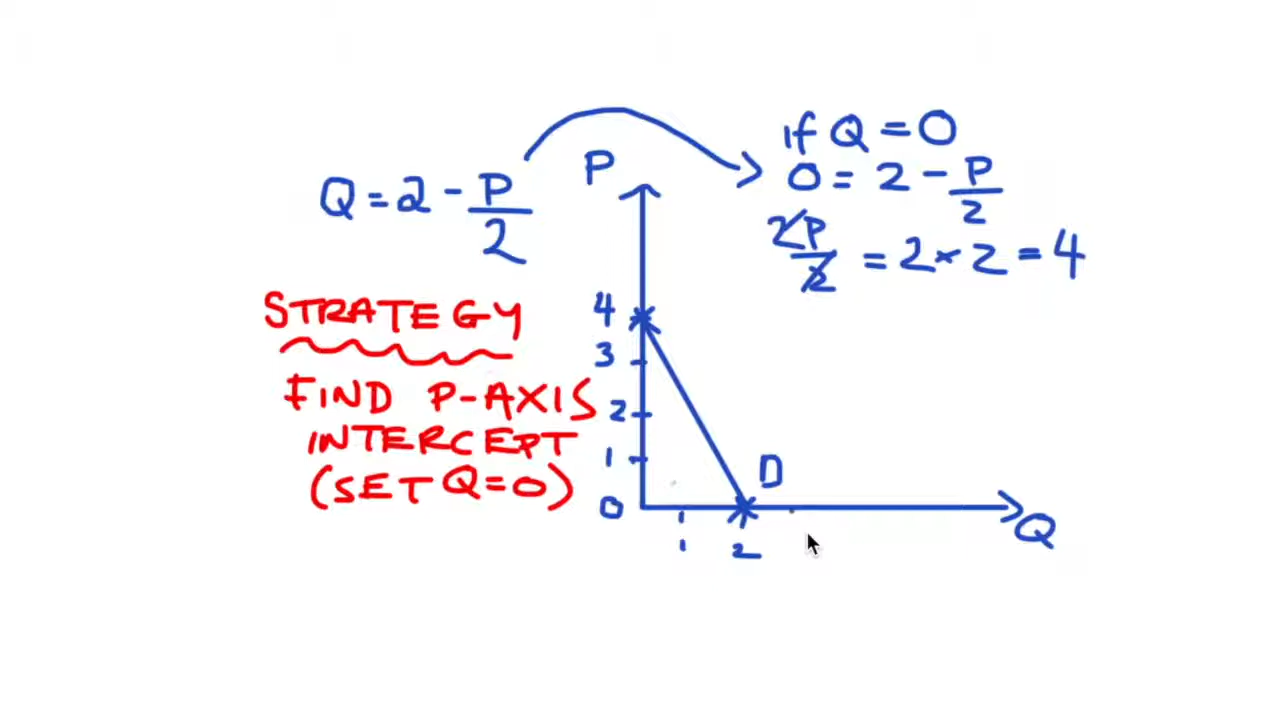 Q = 2 - P/2
if Q = 0
0 = 2 - P/2
2P/2 = 2 × 2 = 4
STRATEGY
FIND P-AXIS
INTERCEPT
(SET Q=0)
P
4
3
2
1
0
D
1
2
Q